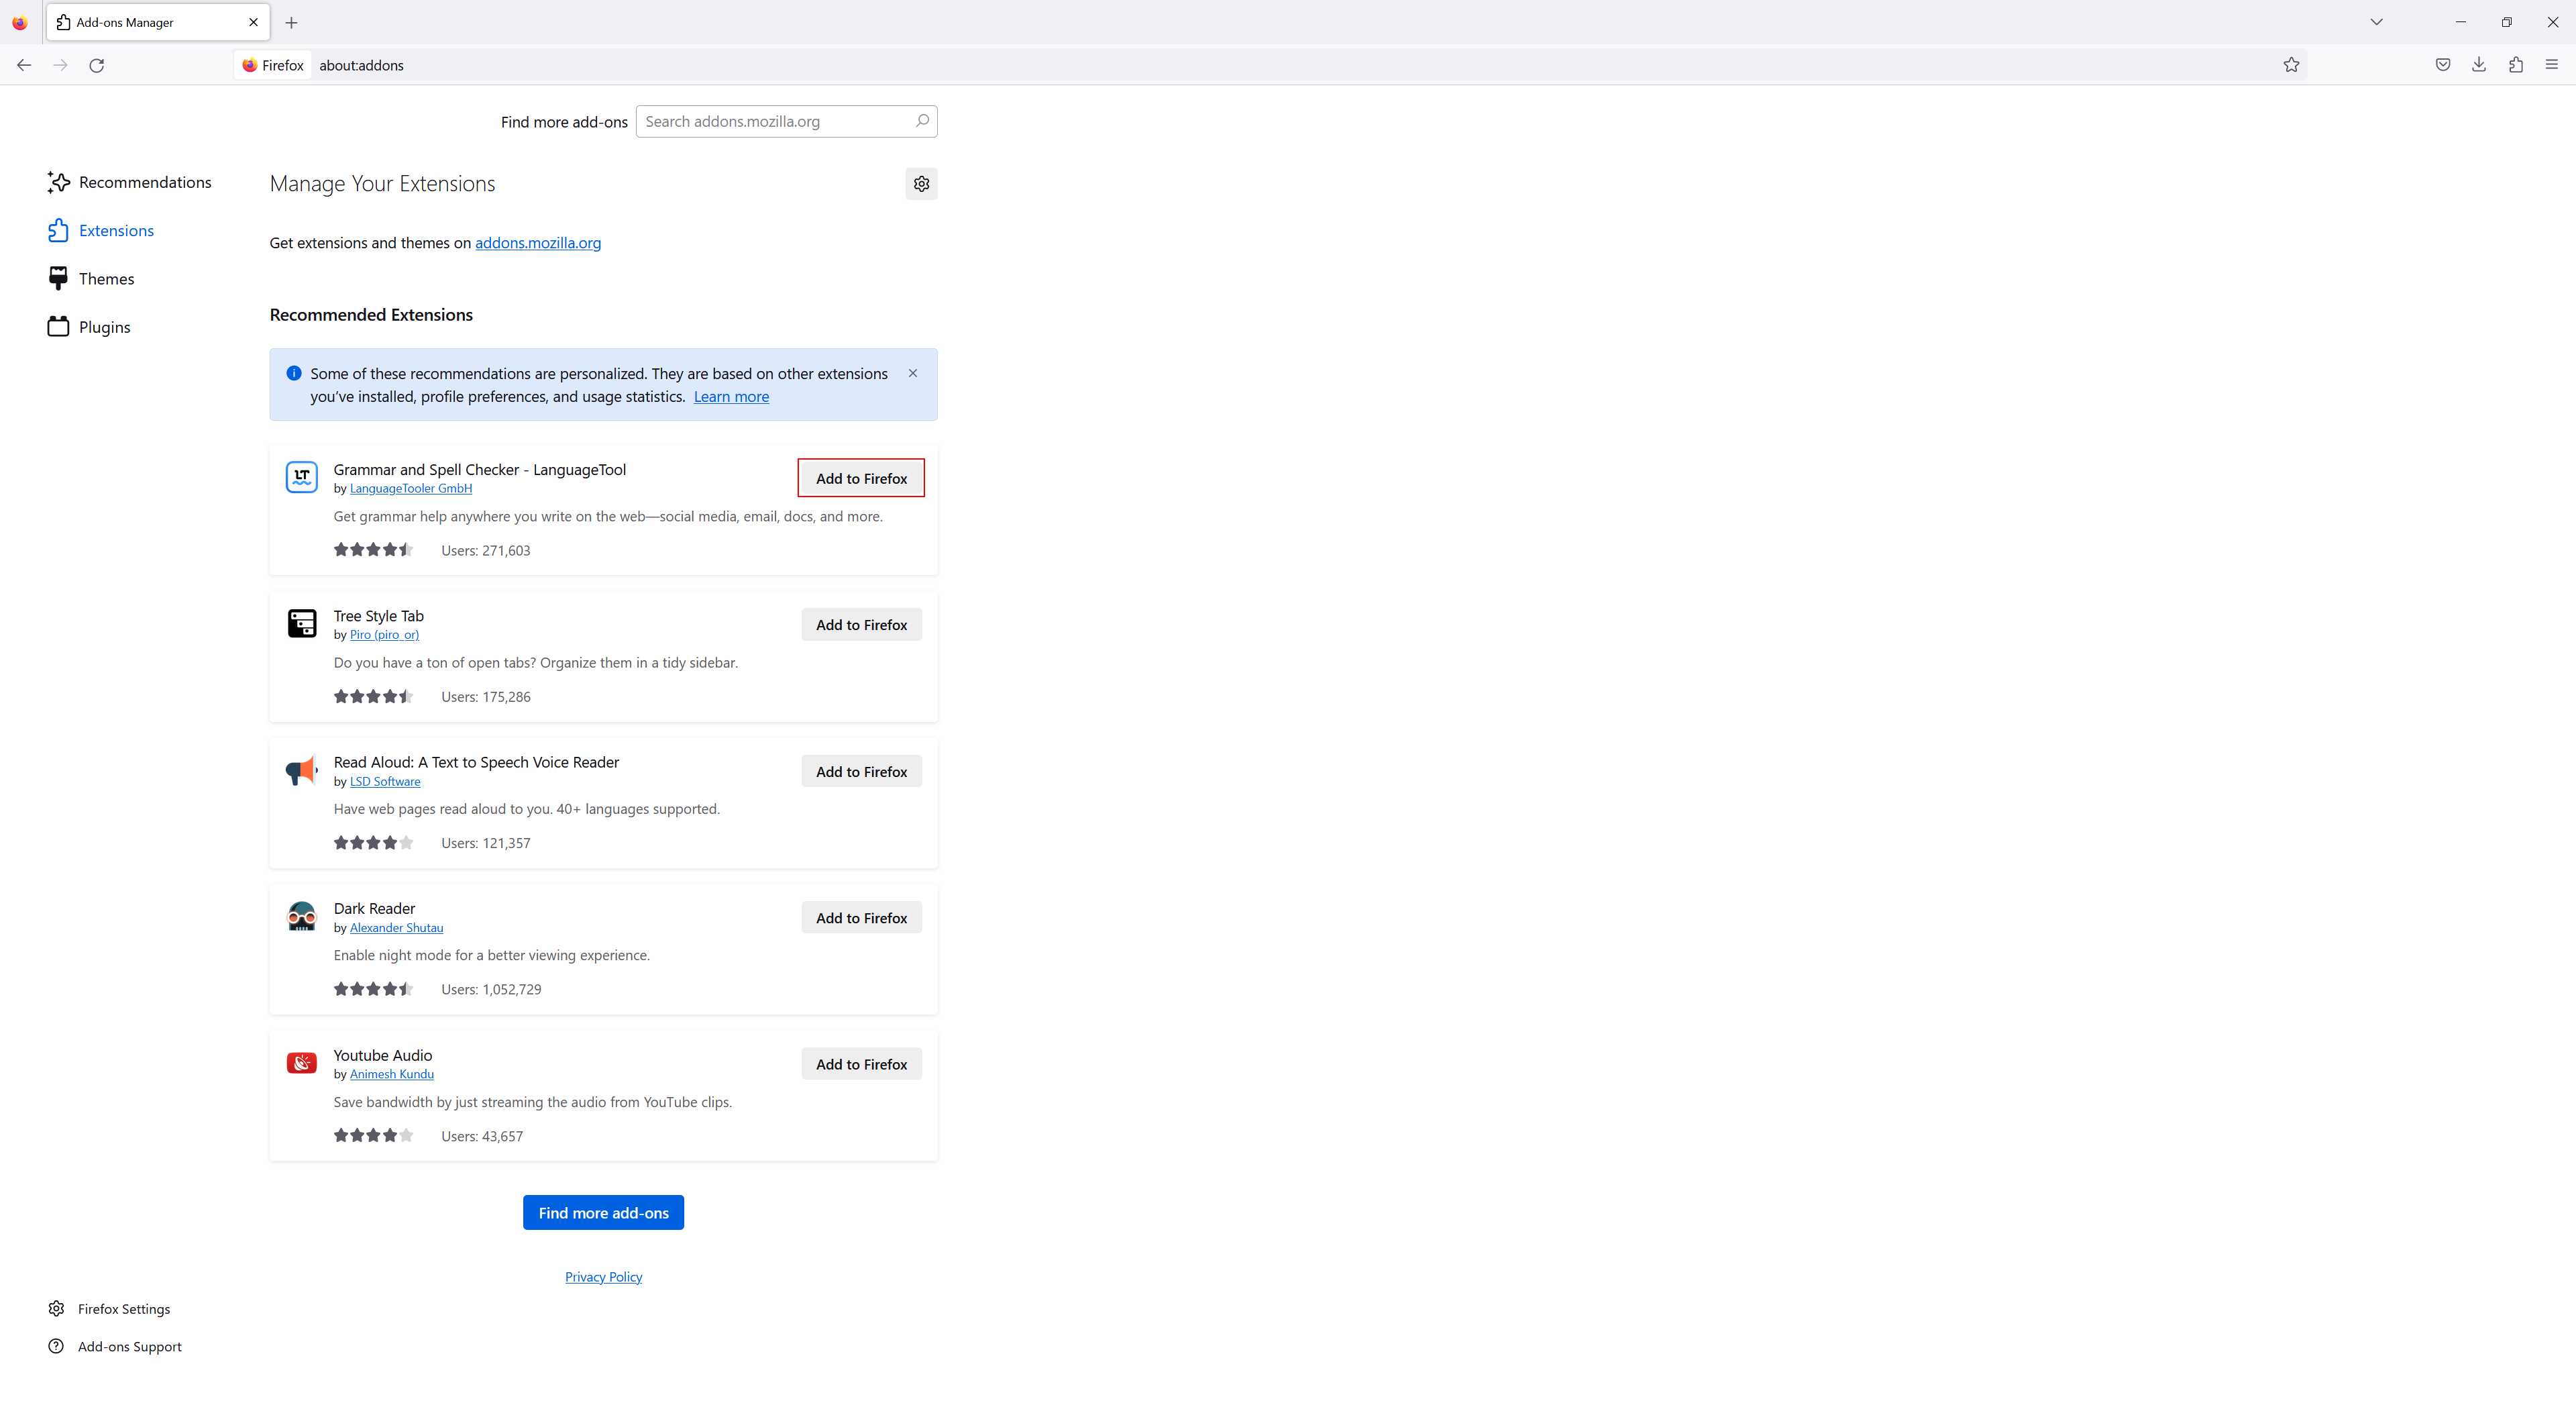 Add-ons Manager
Firefox about:addons
Find more add-ons Search addons.mozilla.org
Recommendations
Extensions
Themes
Plugins
Manage Your Extensions
Get extensions and themes on addons.mozilla.org
Recommended Extensions
Some of these recommendations are personalized. They are based on other extensions
you've installed, profile preferences, and usage statistics. Learn more
LT
Grammar and Spell Checker - LanguageTool
by LanguageTooler GmbH
Add to Firefox
Get grammar help anywhere you write on the web—social media, email, docs, and more.
Users: 271,603
Tree Style Tab
by Piro (piro_or)
Add to Firefox
Do you have a ton of open tabs? Organize them in a tidy sidebar.
Users: 175,286
Read Aloud: A Text to Speech Voice Reader
by LSD Software
Add to Firefox
Have web pages read aloud to you. 40+ languages supported.
Users: 121,357
Dark Reader
by Alexander Shutau
Add to Firefox
Enable night mode for a better viewing experience.
Users: 1,052,729
Youtube Audio
by Animesh Kundu
Add to Firefox
Save bandwidth by just streaming the audio from YouTube clips.
Users: 43,657
Find more add-ons
Privacy Policy
Firefox Settings
Add-ons Support